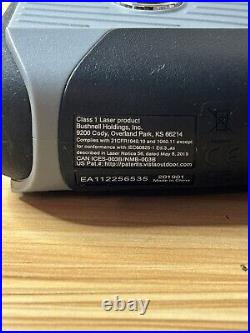 Class 1 Laser product
Bushnell Holdings, Inc.
9200 Cody, Overland Park, KS 66214
Complies with 21CFR1040.10 and 1040.11 except
for conformance with IEC60825-1 Ed.3.,as
described in Laser Notice 56, dated May 8, 2019
CAN ICES-003(B)/NMB-003(B)
US Pat.#: http://patents.vistaoutdoor.com
EA112256535
Made in China